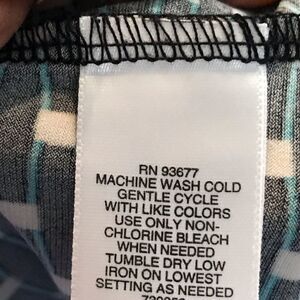 RN 93677
MACHINE WASH COLD
GENTLE CYCLE
WITH LIKE COLORS
USE ONLY NON-
CHLORINE BLEACH
WHEN NEEDED
TUMBLE DRY LOW
IRON ON LOWEST
SETTING AS NEEDED